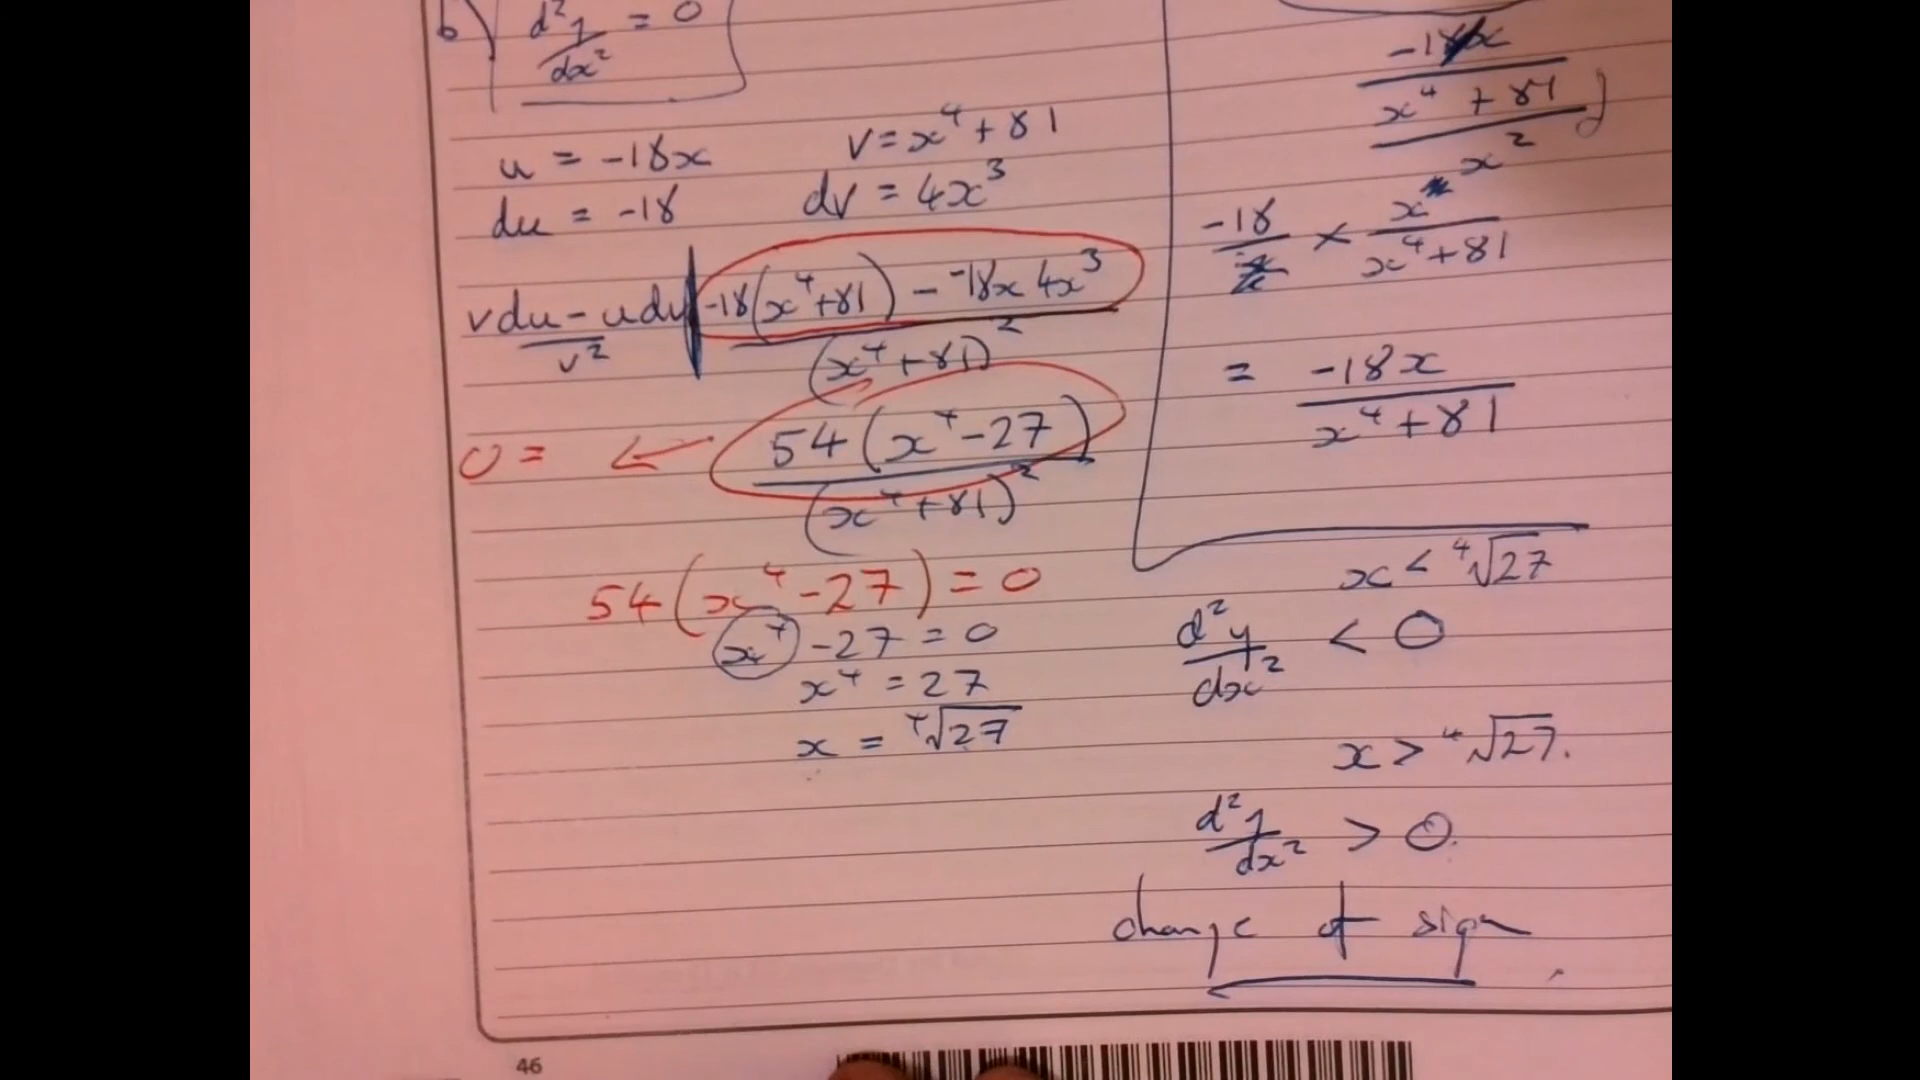 b) d²y/dx² = 0
u = -18x    v = x⁴ + 81
du = -18    dv = 4x³
vdu - udv / v²    -18(x⁴+81) - -18x 4x³ / (x⁴+81)²
0 = ← 54(x⁴-27) / (x⁴+81)²
54(x⁴-27) = 0
x⁴ - 27 = 0
x⁴ = 27
x = ⁴√27
x⁴ + 81
x²
-18 × x / x⁴+81
= -18x / x⁴+81
x < ⁴√27
d²y/dx² < 0
x > ⁴√27.
d²y/dx² > 0.
change of sign
46